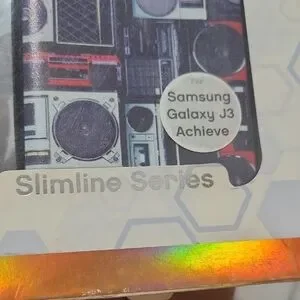 For
Samsung
Galaxy J3
Achieve
Slimline Series